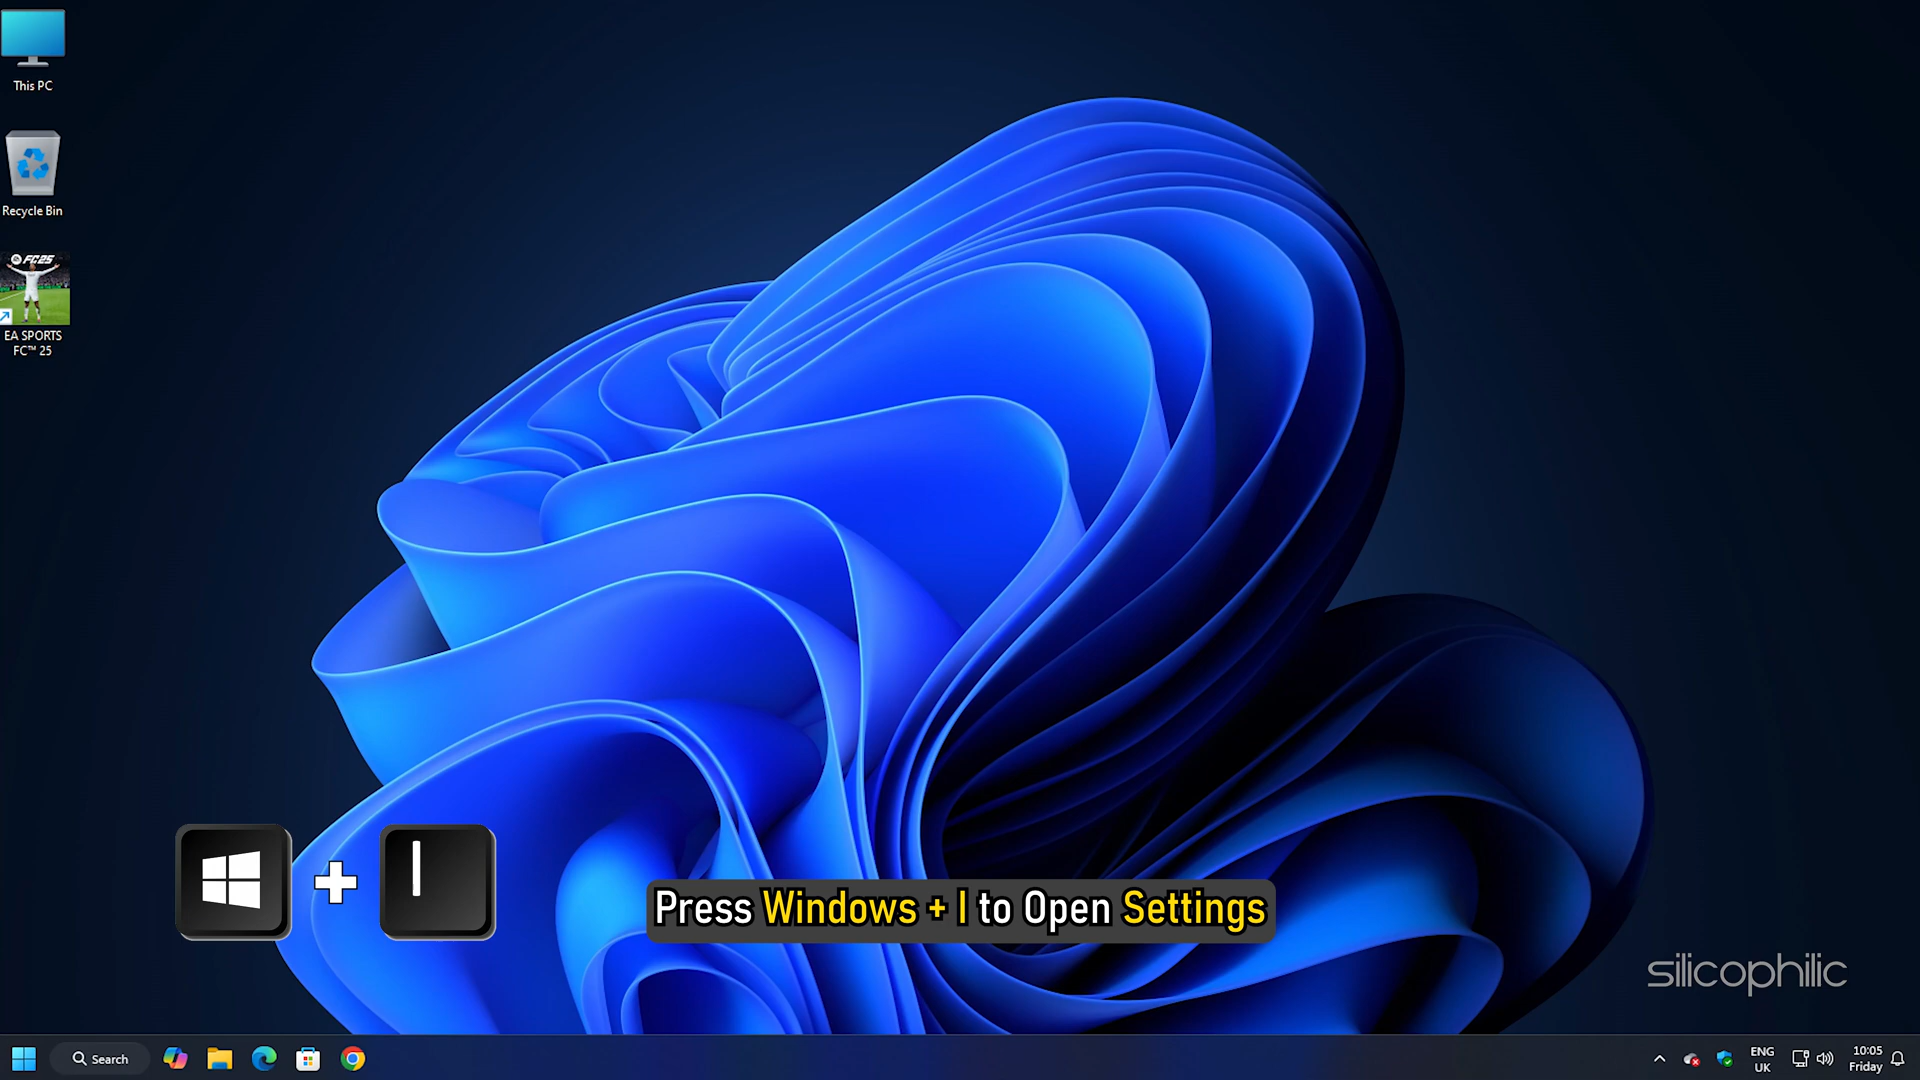 This PC
Recycle Bin
FC25
EA SPORTS
FC™ 25
I
Press Windows + I to Open Settings
silicophilic
Search
ENG
UK
10:05
Friday